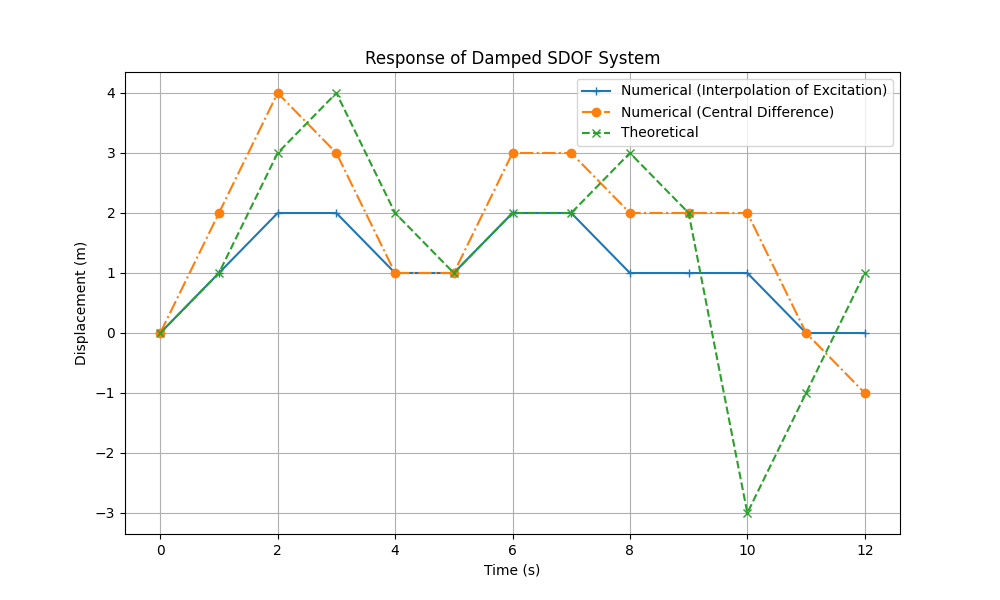 Response of Damped SDOF System
Numerical (Interpolation of Excitation)
Numerical (Central Difference)
Theoretical
4
3
2
1
0
−1
−2
−3
Displacement (m)
0 2 4 6 8 10 12
Time (s)